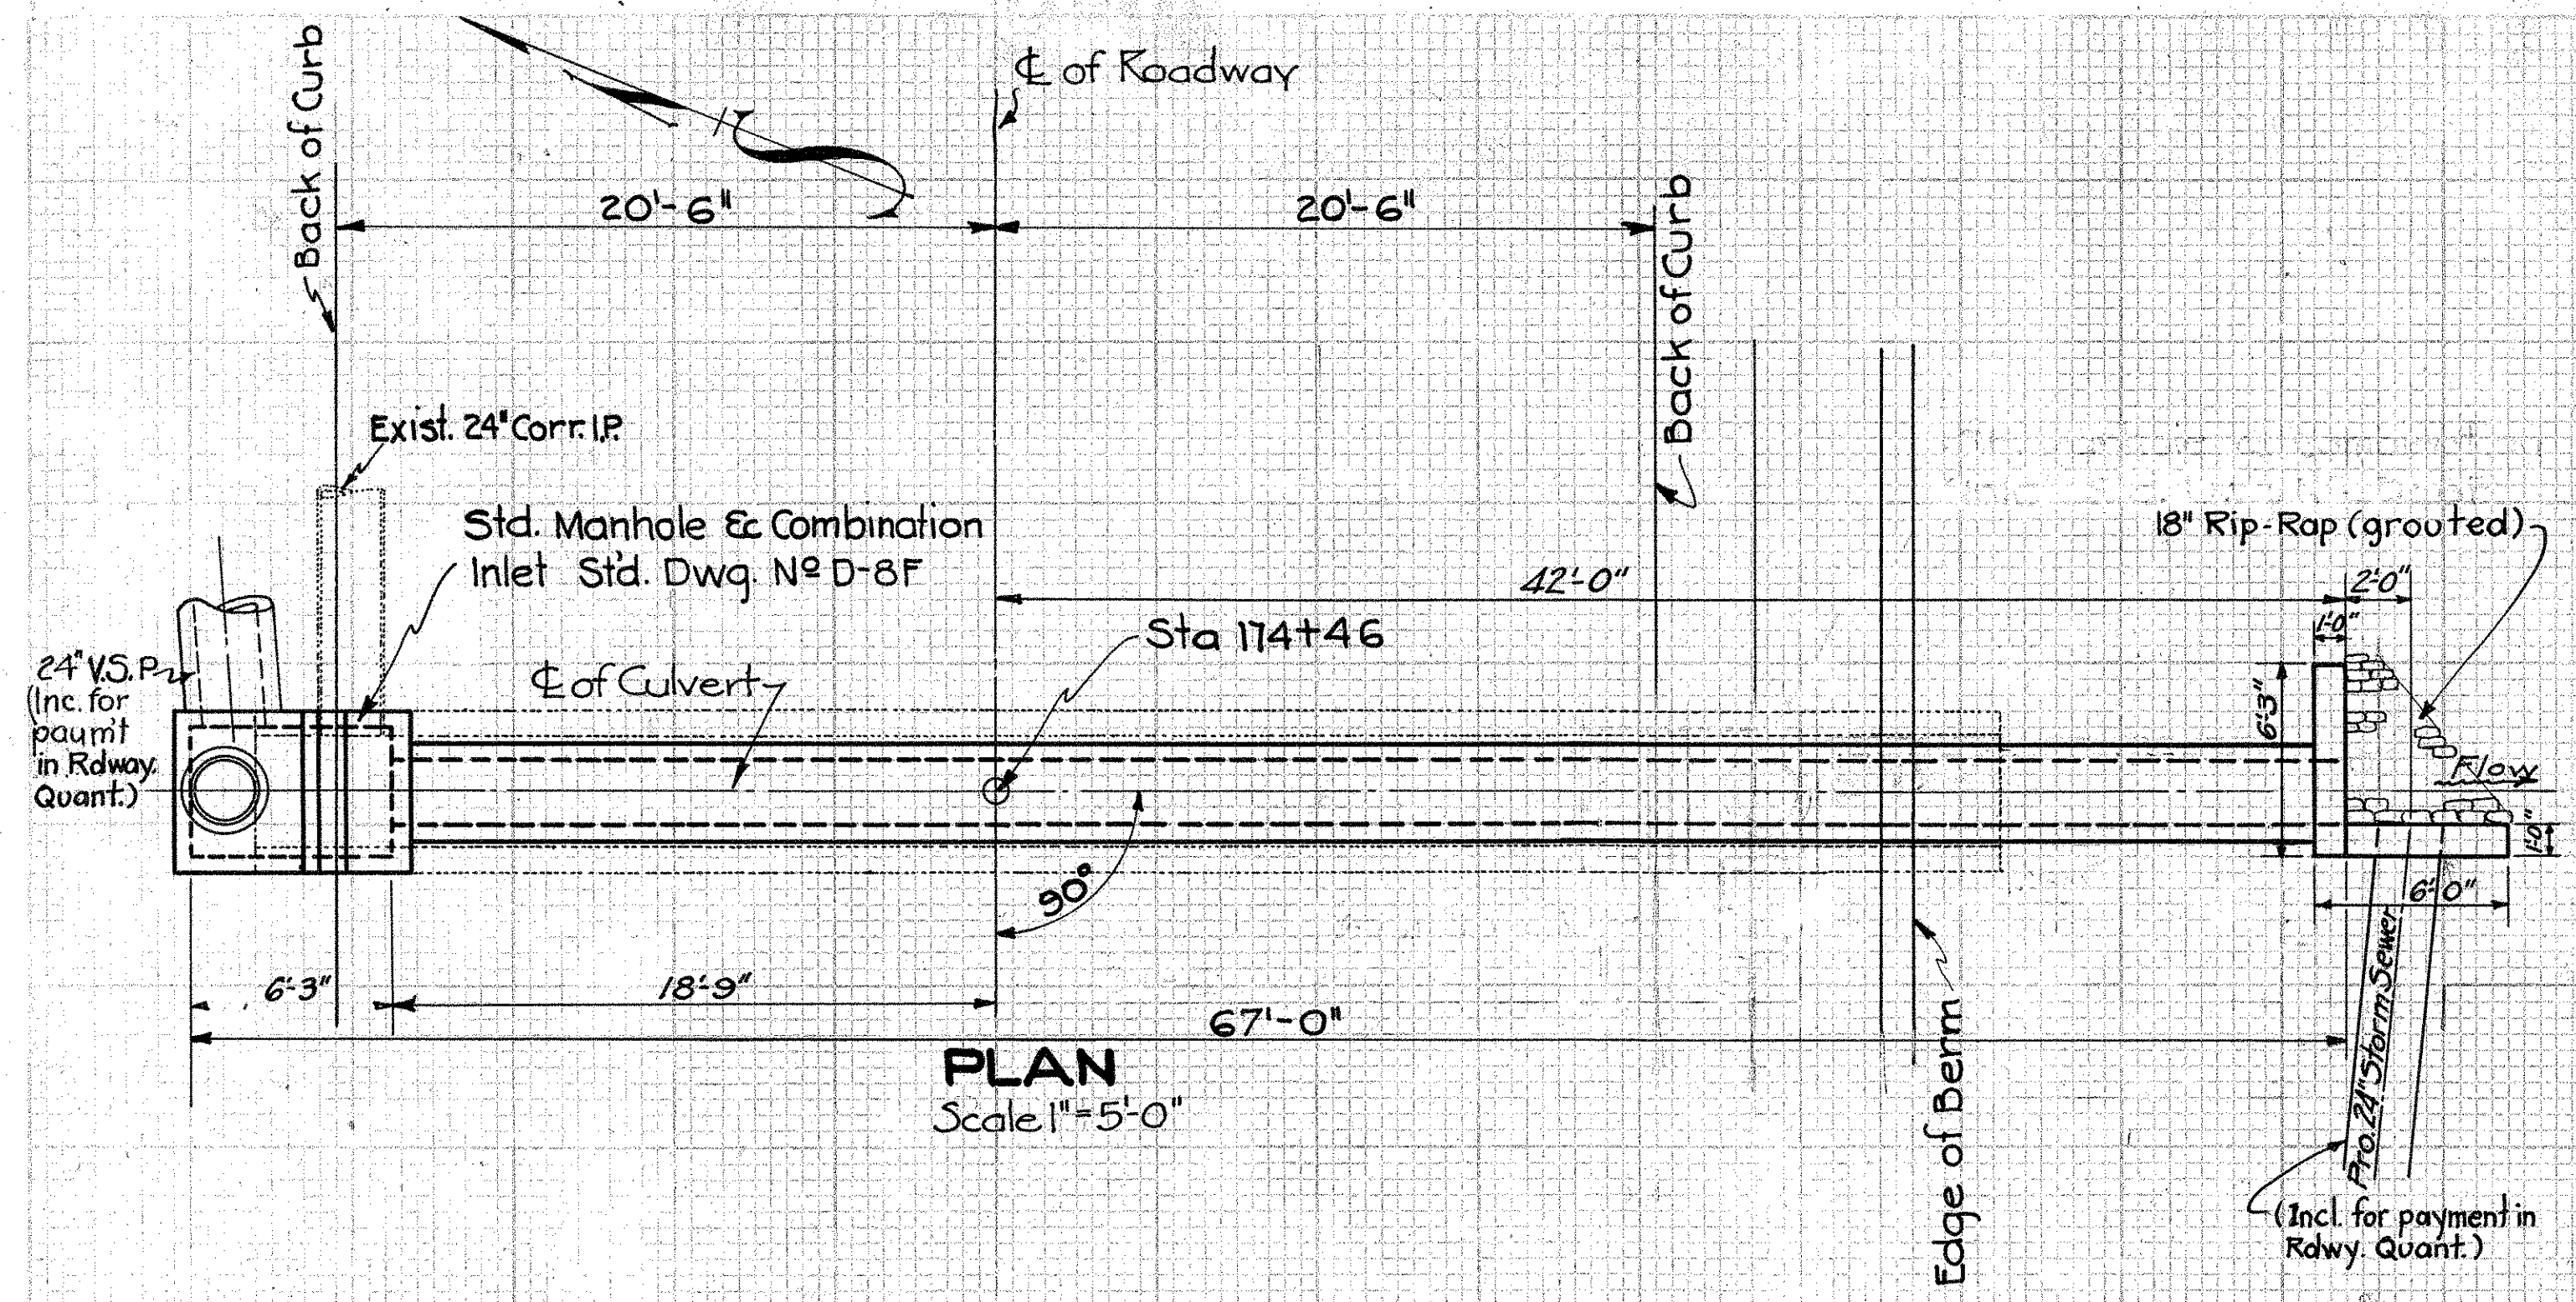 ℄ of Roadway
Back of Curb
20'-6"
20'-6"
Back of Curb
Exist. 24" Corr. I.P.
Std. Manhole & Combination
Inlet Std. Dwg. Nº D-8F
18" Rip-Rap (grouted)
42'-0"
2'-0"
1'-0"
Sta 174+46
24" V.S.P.
(Inc. for
paym't
in Rdway.
Quant.)
℄ of Culvert
6'-3"
Flow
1'-0"
90°
6'-0"
6'-3"
18'-9"
67'-0"
PLAN
Scale 1" = 5'-0"
Edge of Berm
Pro. 24" Storm Sewer
(Incl. for payment in
Rdwy. Quant.)